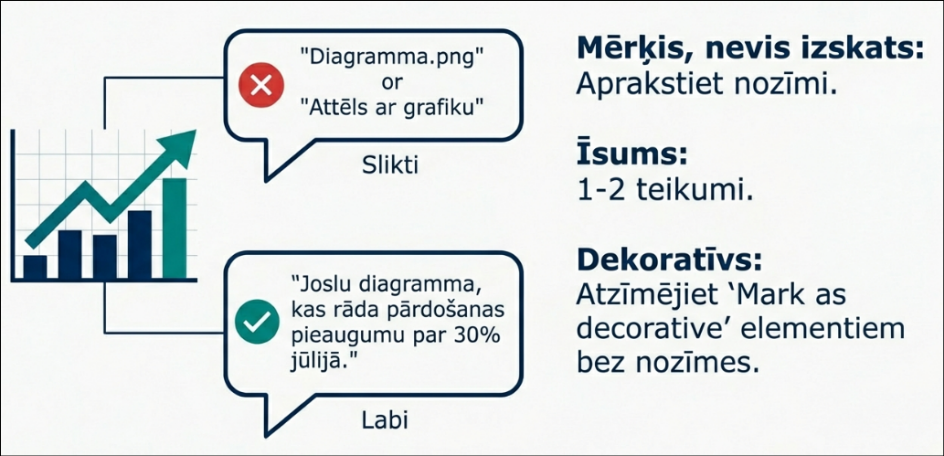 "Diagramma.png"
or
"Attēls ar grafiku"
Slikti
"Joslu diagramma,
kas rāda pārdošanas
pieaugumu par 30%
jūlijā."
Labi
Mērķis, nevis izskats:
Aprakstiet nozīmi.
Īsums:
1-2 teikumi.
Dekoratīvs:
Atzīmējiet ‘Mark as
decorative’ elementiem
bez nozīmes.